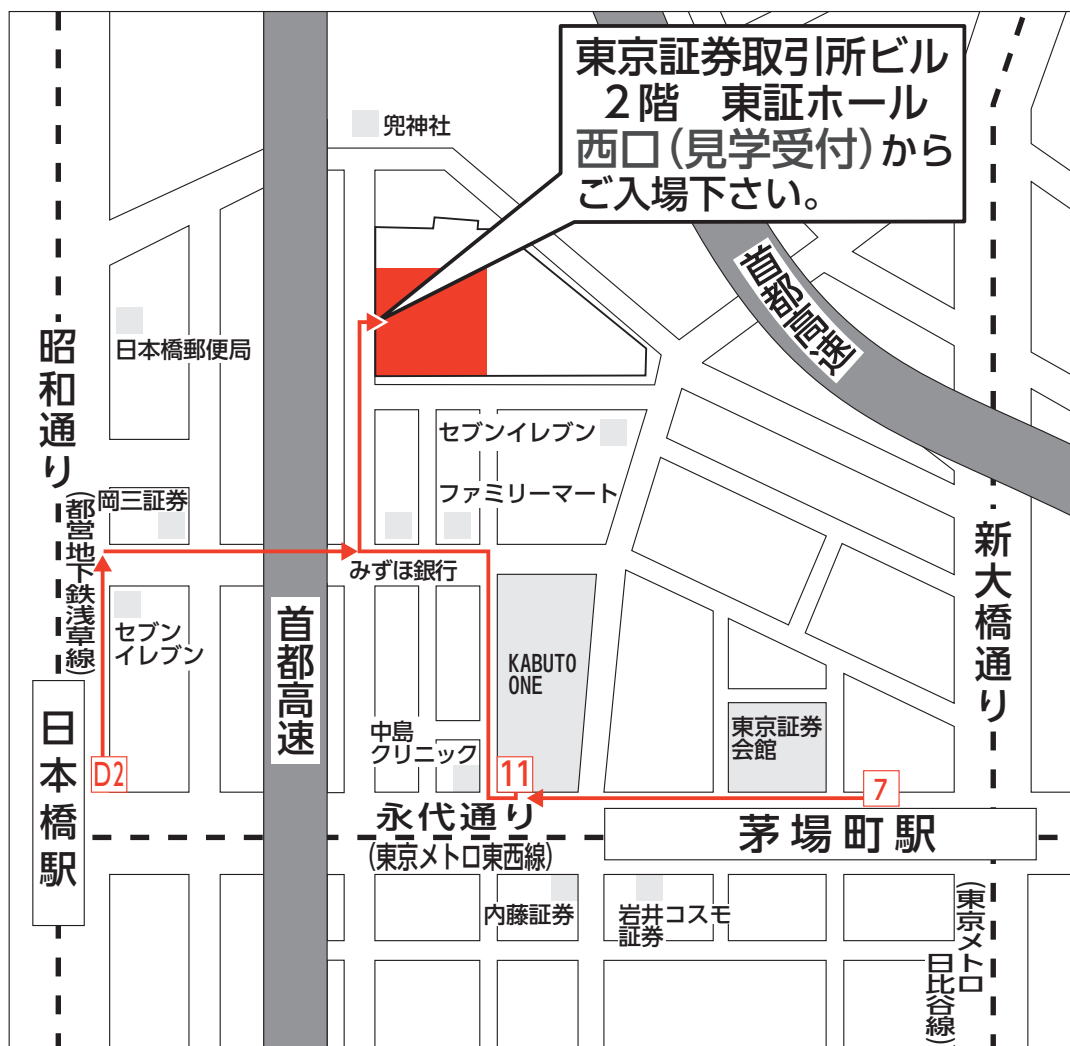 東京証券取引所ビル
2階　東証ホール
西口(見学受付)から
ご入場下さい。
兜神社
首都高速
日本橋郵便局
昭和通り
(都営地下鉄浅草線)
セブンイレブン
ファミリーマート
岡三証券
みずほ銀行
新大橋通り
セブン
イレブン
首都高速
KABUTO
ONE
日本橋駅
D2
中島
クリニック
11
東京証券
会館
7
永代通り
(東京メトロ東西線)
茅場町駅
内藤証券
岩井コスモ
証券
(東京メトロ
日比谷線)